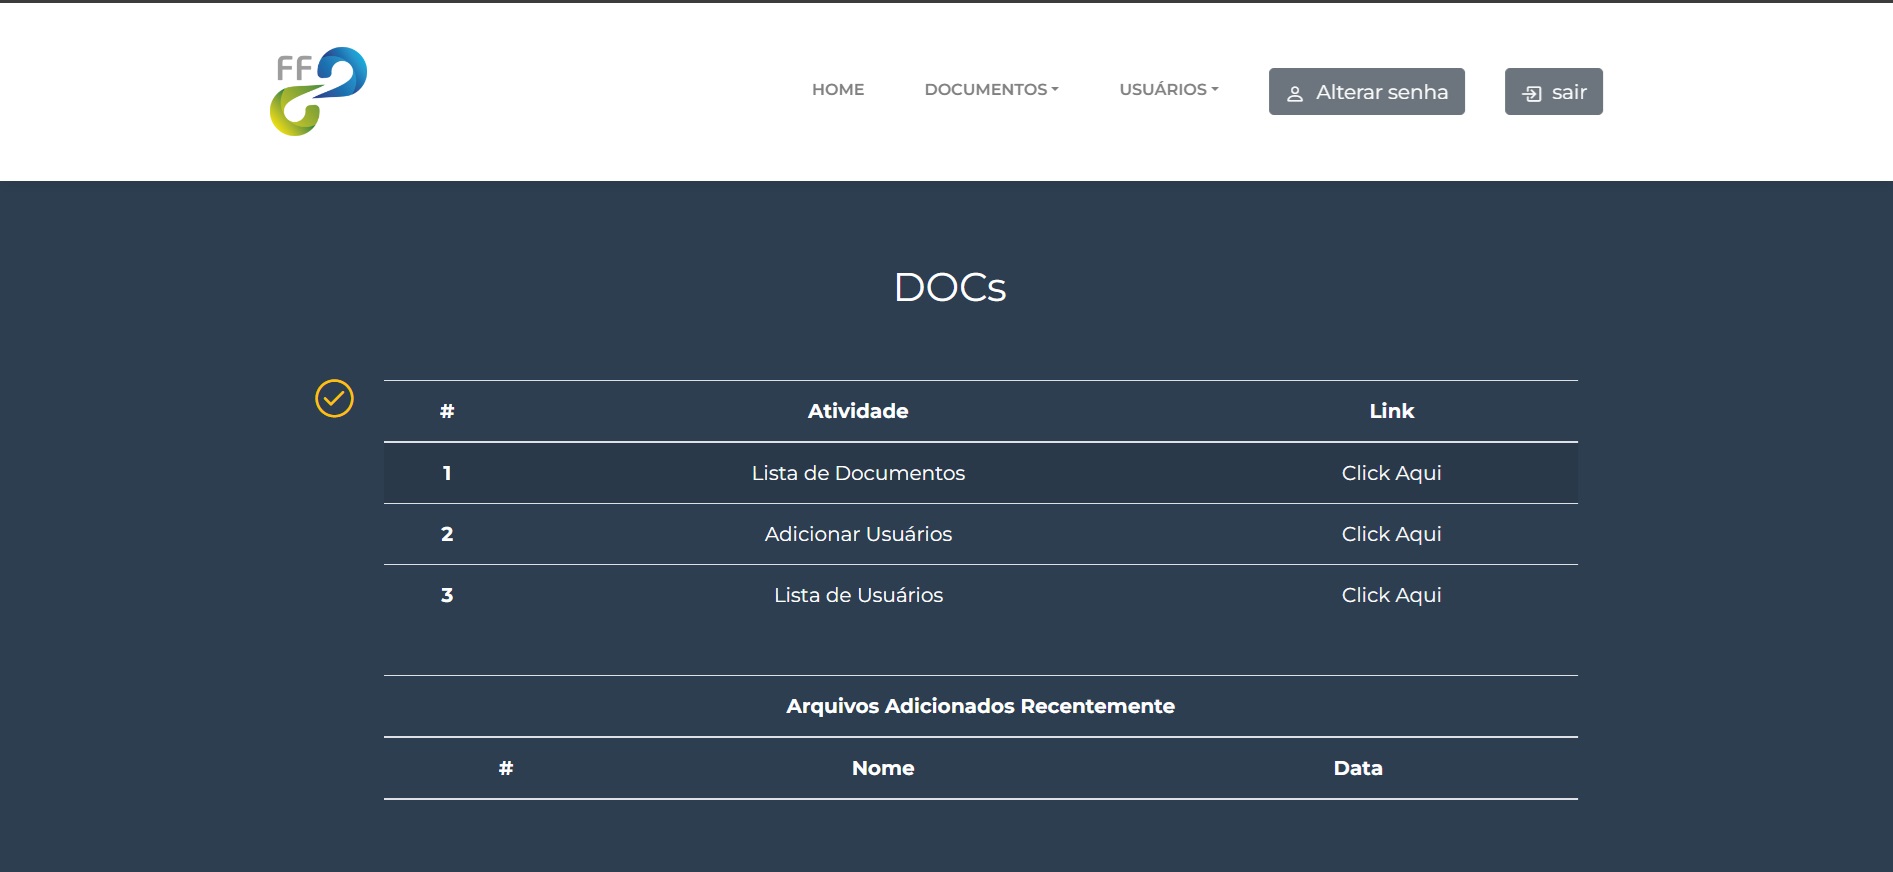 FF
HOME DOCUMENTOS USUÁRIOS Alterar senha sair
DOCs
# Atividade Link
1 Lista de Documentos Click Aqui
2 Adicionar Usuários Click Aqui
3 Lista de Usuários Click Aqui
Arquivos Adicionados Recentemente
# Nome Data